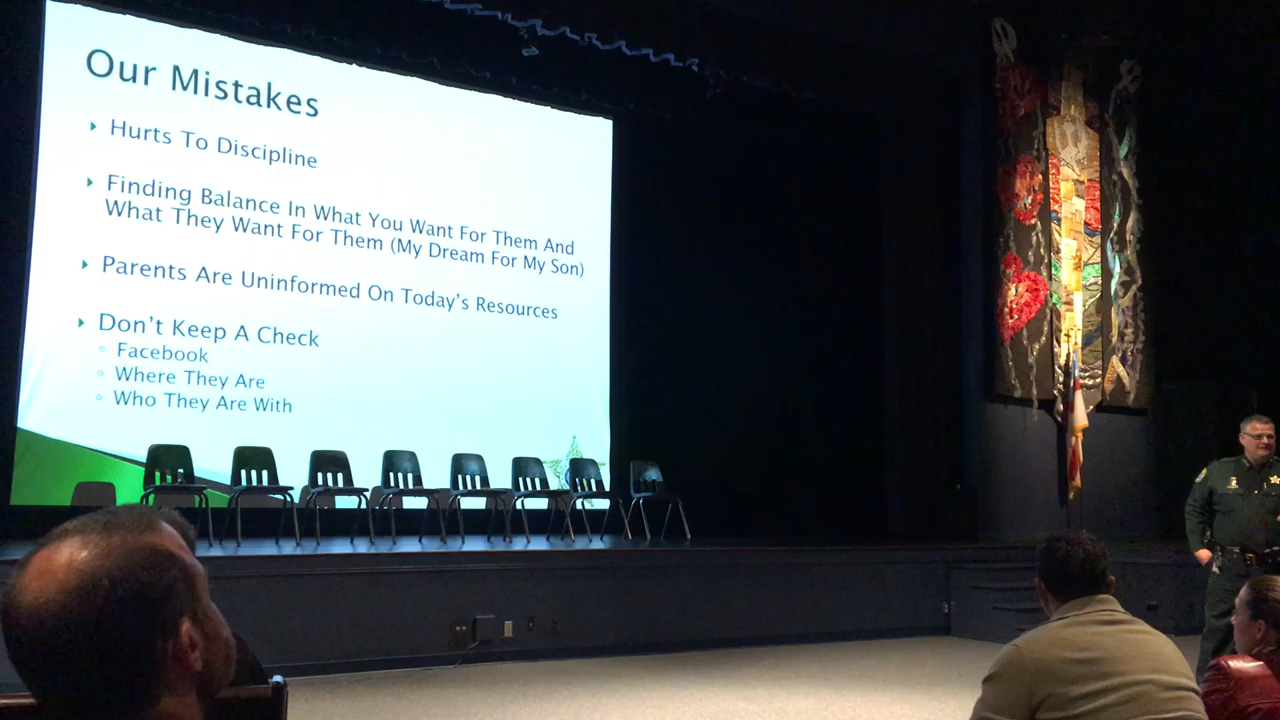 Our Mistakes
Hurts To Discipline
Finding Balance In What You Want For Them And
What They Want For Them (My Dream For My Son)
Parents Are Uninformed On Today's Resources
Don't Keep A Check
Facebook
Where They Are
Who They Are With